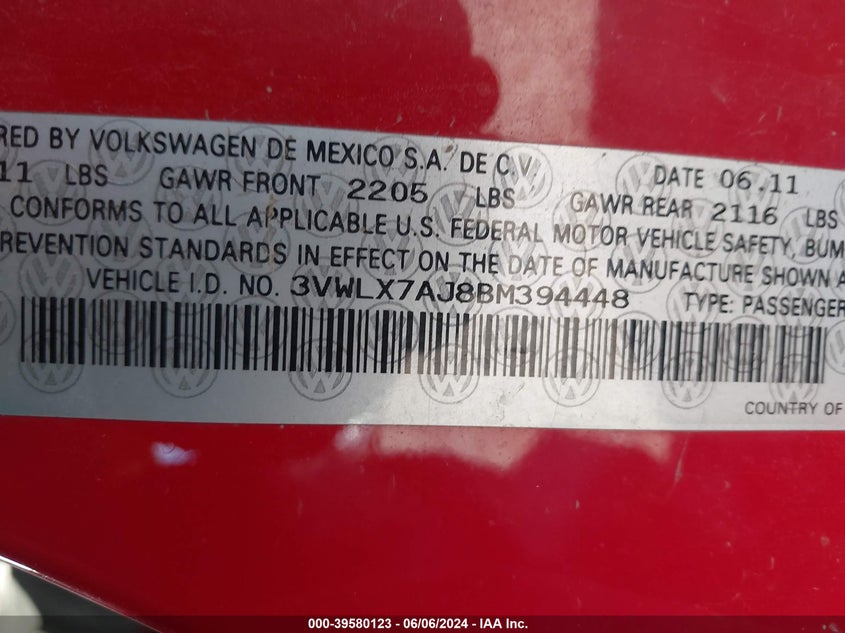 RED BY VOLKSWAGEN DE MEXICO S.A. DE C.V. DATE 06.11
11 LBS GAWR FRONT 2205 LBS GAWR REAR 2116 LBS
CONFORMS TO ALL APPLICABLE U.S. FEDERAL MOTOR VEHICLE SAFETY, BUM
REVENTION STANDARDS IN EFFECT ON THE DATE OF MANUFACTURE SHOWN A
VEHICLE I.D. NO. 3VWLX7AJ8BM394448 TYPE: PASSENGER
COUNTRY OF
000-39580123 - 06/06/2024 - IAA Inc.